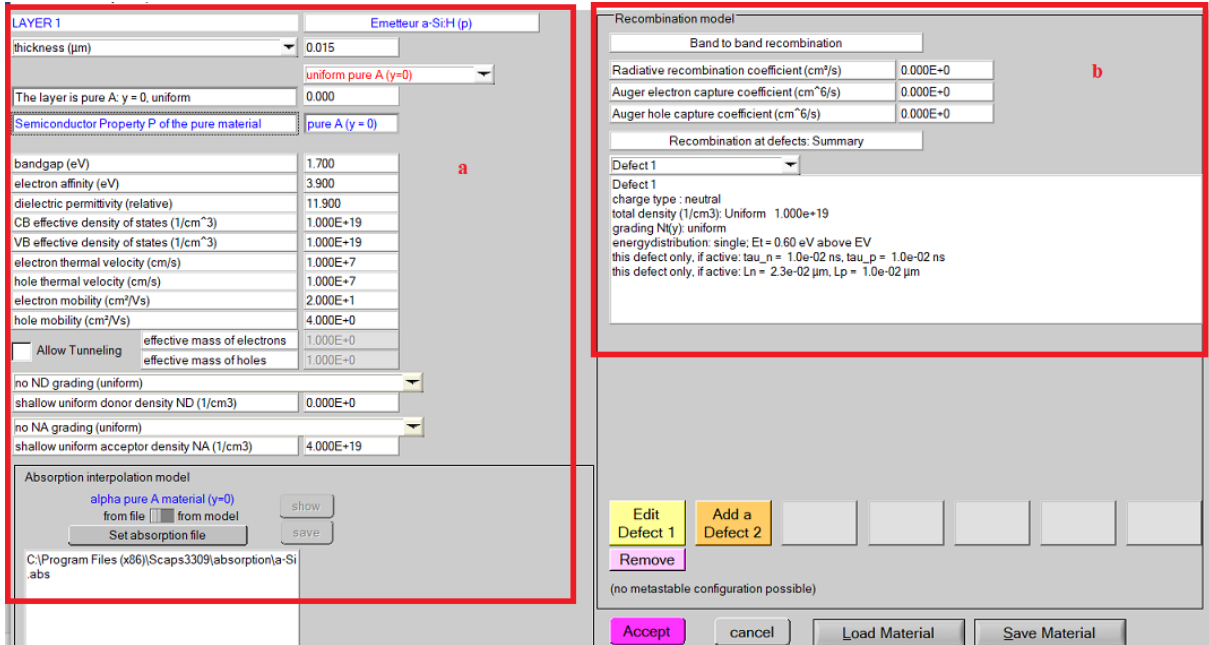 LAYER 1 Emetteur a-Si:H (p)
thickness (µm) 0.015
uniform pure A (y=0)
The layer is pure A: y = 0, uniform 0.000
Semiconductor Property P of the pure material pure A (y = 0)
a
bandgap (eV) 1.700
electron affinity (eV) 3.900
dielectric permittivity (relative) 11.900
CB effective density of states (1/cm^3) 1.000E+19
VB effective density of states (1/cm^3) 1.000E+19
electron thermal velocity (cm/s) 1.000E+7
hole thermal velocity (cm/s) 1.000E+7
electron mobility (cm²/Vs) 2.000E+1
hole mobility (cm²/Vs) 4.000E+0
Allow Tunneling
effective mass of electrons 1.000E+0
effective mass of holes 1.000E+0
no ND grading (uniform)
shallow uniform donor density ND (1/cm3) 0.000E+0
no NA grading (uniform)
shallow uniform acceptor density NA (1/cm3) 4.000E+19
Absorption interpolation model
alpha pure A material (y=0)
from file from model
show
Set absorption file
save
C:\Program Files (x86)\Scaps3309\absorption\a-Si
.abs
Recombination model
Band to band recombination
b
Radiative recombination coefficient (cm³/s) 0.000E+0
Auger electron capture coefficient (cm^6/s) 0.000E+0
Auger hole capture coefficient (cm^6/s) 0.000E+0
Recombination at defects: Summary
Defect 1
Defect 1
charge type : neutral
total density (1/cm3): Uniform 1.000e+19
grading Nt(y): uniform
energydistribution: single; Et = 0.60 eV above EV
this defect only, if active: tau_n = 1.0e-02 ns, tau_p = 1.0e-02 ns
this defect only, if active: Ln = 2.3e-02 µm, Lp = 1.0e-02 µm
Edit
Defect 1
Add a
Defect 2
Remove
(no metastable configuration possible)
Accept cancel Load Material Save Material